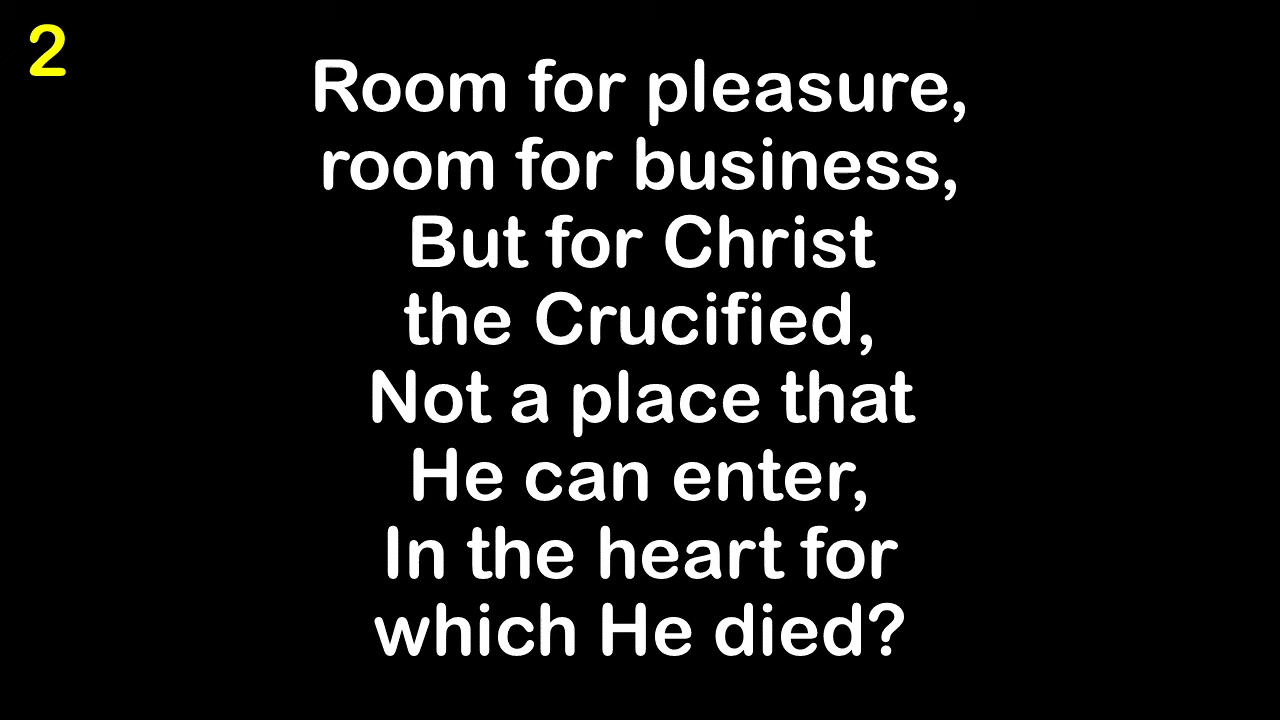 2
Room for pleasure,
room for business,
But for Christ
the Crucified,
Not a place that
He can enter,
In the heart for
which He died?